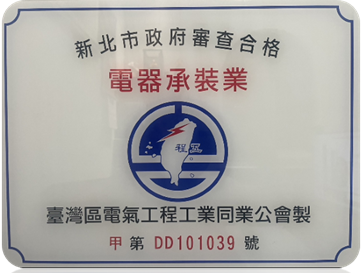 新北市政府審查合格
電器承裝業
工程
臺灣區電氣工程工業同業公會製
甲 第 DD101039 號